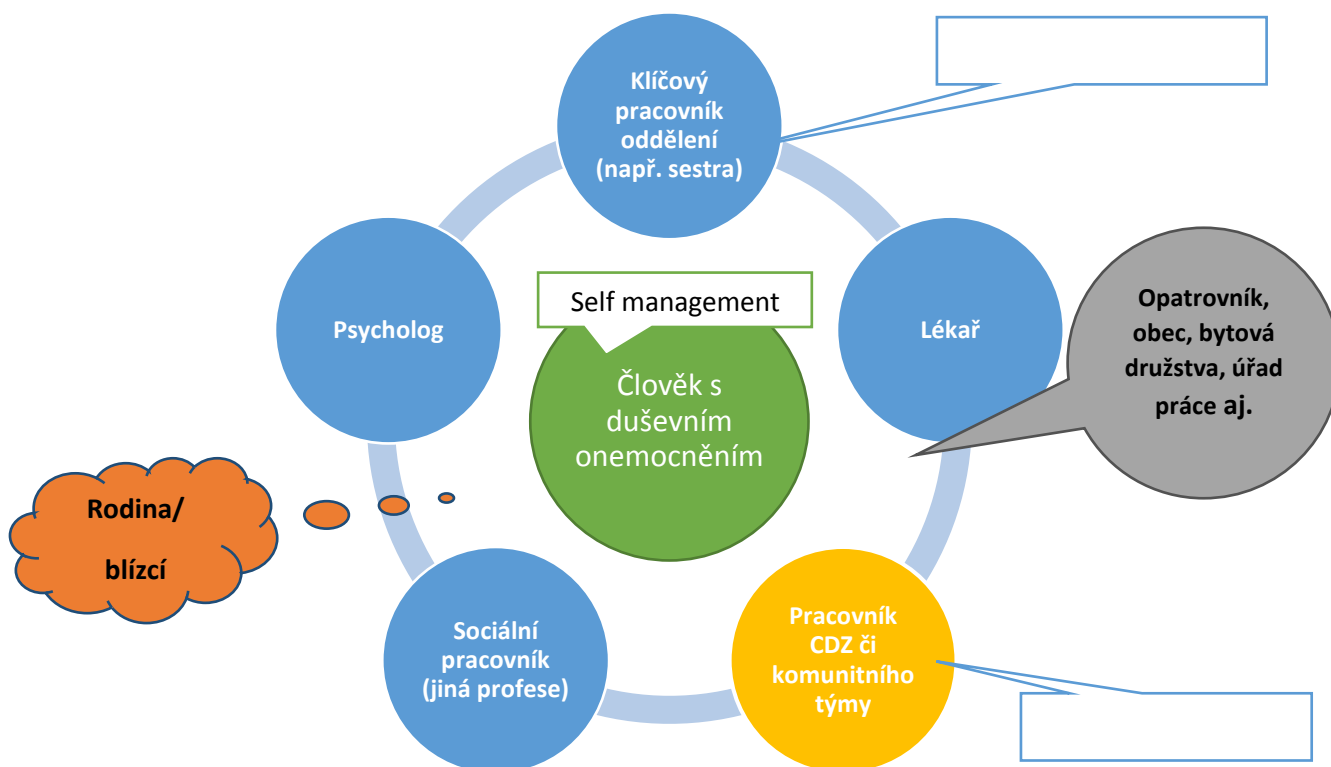 Klíčový
pracovník
oddělení
(např. sestra)
Psycholog
Self management
Lékař
Opatrovník,
obec, bytová
družstva, úřad
práce aj.
Člověk s
duševním
onemocněním
Rodina/
blízcí
Sociální
pracovník
(jiná profese)
Pracovník
CDZ či
komunitního
týmy